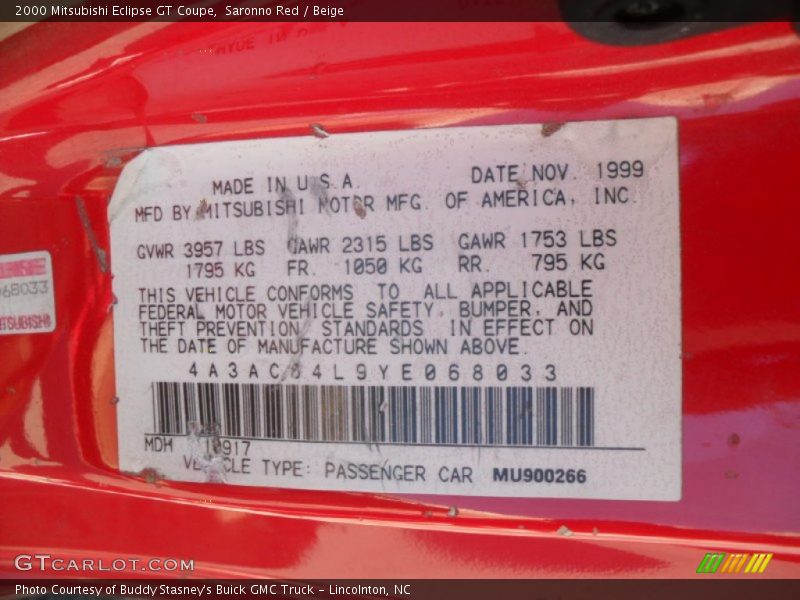 2000 Mitsubishi Eclipse GT Coupe, Saronno Red / Beige
MADE IN U.S.A. DATE NOV. 1999
MFD BY MITSUBISHI MOTOR MFG. OF AMERICA, INC.
GVWR 3957 LBS GAWR 2315 LBS GAWR 1753 LBS
1795 KG FR. 1050 KG RR. 795 KG
THIS VEHICLE CONFORMS TO ALL APPLICABLE
FEDERAL MOTOR VEHICLE SAFETY, BUMPER, AND
THEFT PREVENTION STANDARDS IN EFFECT ON
THE DATE OF MANUFACTURE SHOWN ABOVE.
4A3AC84L9YE068033
MDH
VEHICLE TYPE: PASSENGER CAR MU900266
068033
MITSUBISHI
GTCARLOT.COM
Photo Courtesy of Buddy Stasney's Buick GMC Truck - Lincolnton, NC